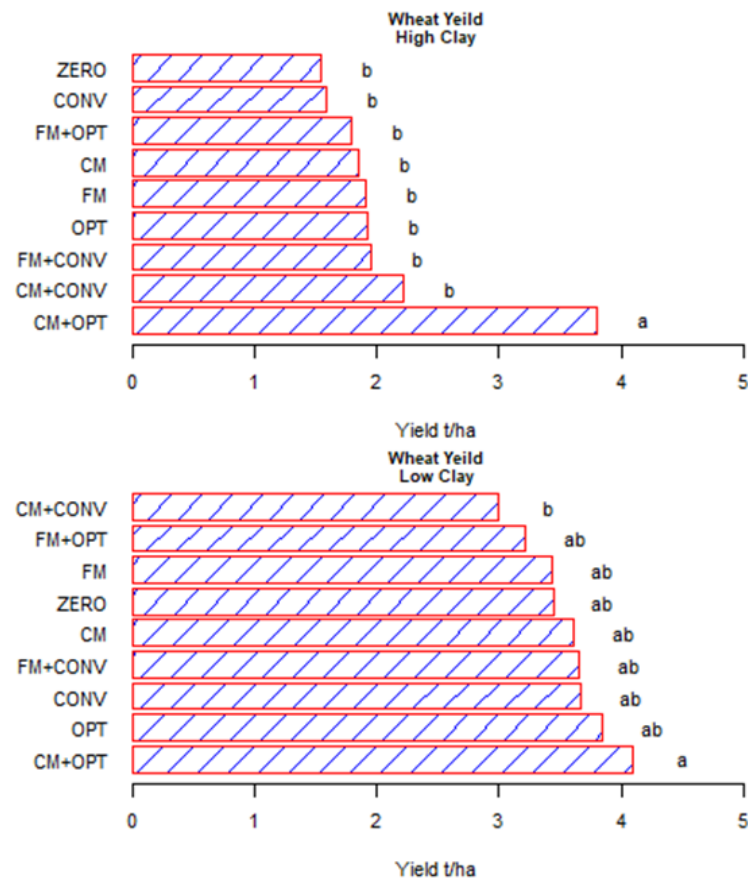 Wheat Yeild
High Clay
ZERO b
CONV b
FM+OPT b
CM b
FM b
OPT b
FM+CONV b
CM+CONV b
CM+OPT a
0 1 2 3 4 5
Yield t/ha
Wheat Yeild
Low Clay
CM+CONV b
FM+OPT ab
FM ab
ZERO ab
CM ab
FM+CONV ab
CONV ab
OPT ab
CM+OPT a
0 1 2 3 4 5
Yield t/ha